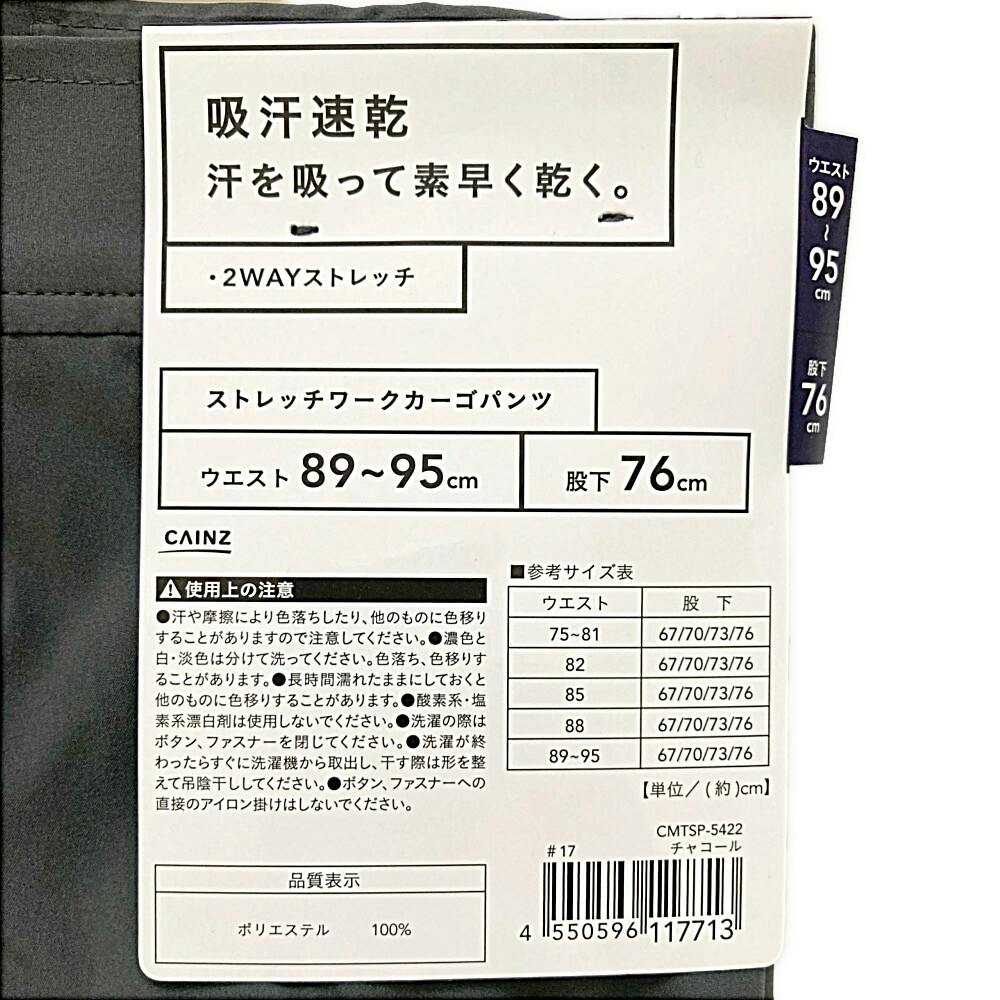 吸汗速乾
汗を吸って素早く乾く。
・2WAYストレッチ
ストレッチワークカーゴパンツ
ウエスト 89~95cm
股下 76cm
CAINZ
使用上の注意
●汗や摩擦により色落ちしたり、他のものに色移り
することがありますので注意してください。●濃色と
白・淡色は分けて洗ってください。色落ち、色移りす
ることがあります。●長時間濡れたままにしておくと
他のものに色移りすることがあります。●酸素系・塩
素系漂白剤は使用しないでください。●洗濯の際は
ボタン、ファスナーを閉じてください。●洗濯が終
わったらすぐに洗濯機から取出し、干す際は形を整
えて吊陰干ししてください。●ボタン、ファスナーへの
直接のアイロン掛けはしないでください。
品質表示
ポリエステル 100%
■参考サイズ表
ウエスト 股 下
75~81 67/70/73/76
82 67/70/73/76
85 67/70/73/76
88 67/70/73/76
89~95 67/70/73/76
【単位／(約)cm】
CMTSP-5422
#17 チャコール
4 550596 117713
ウエスト
89
~
95
cm
股下
76
cm